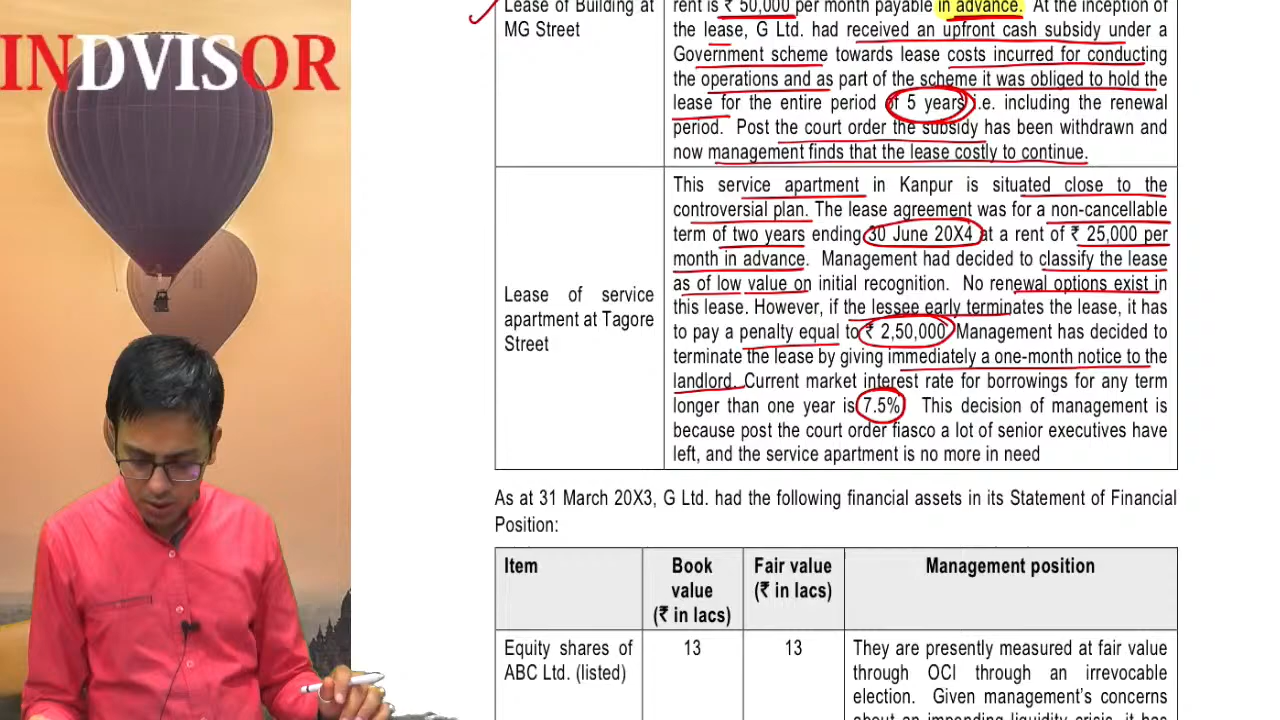 INDVISOR
Lease of Building at
MG Street
rent is ₹ 50,000 per month payable in advance. At the inception of
the lease, G Ltd. had received an upfront cash subsidy under a
Government scheme towards lease costs incurred for conducting
the operations and as part of the scheme it was obliged to hold the
lease for the entire period of 5 years i.e. including the renewal
period. Post the court order the subsidy has been withdrawn and
now management finds that the lease costly to continue.
Lease of service
apartment at Tagore
Street
This service apartment in Kanpur is situated close to the
controversial plan. The lease agreement was for a non-cancellable
term of two years ending 30 June 20X4 at a rent of ₹ 25,000 per
month in advance. Management had decided to classify the lease
as of low value on initial recognition. No renewal options exist in
this lease. However, if the lessee early terminates the lease, it has
to pay a penalty equal to ₹ 2,50,000 Management has decided to
terminate the lease by giving immediately a one-month notice to the
landlord. Current market interest rate for borrowings for any term
longer than one year is 7.5% This decision of management is
because post the court order fiasco a lot of senior executives have
left, and the service apartment is no more in need
As at 31 March 20X3, G Ltd. had the following financial assets in its Statement of Financial
Position:
Item
Book
value
(₹ in lacs)
Fair value
(₹ in lacs)
Management position
Equity shares of
ABC Ltd. (listed)
13
13
They are presently measured at fair value
through OCI through an irrevocable
election. Given management's concerns
about an impending liquidity crisis, it has